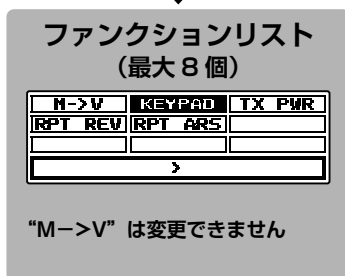 ファンクションリスト
（最大 8 個）
M->V KEYPAD TX PWR
RPT REV RPT ARS
>
“M−>V” は変更できません